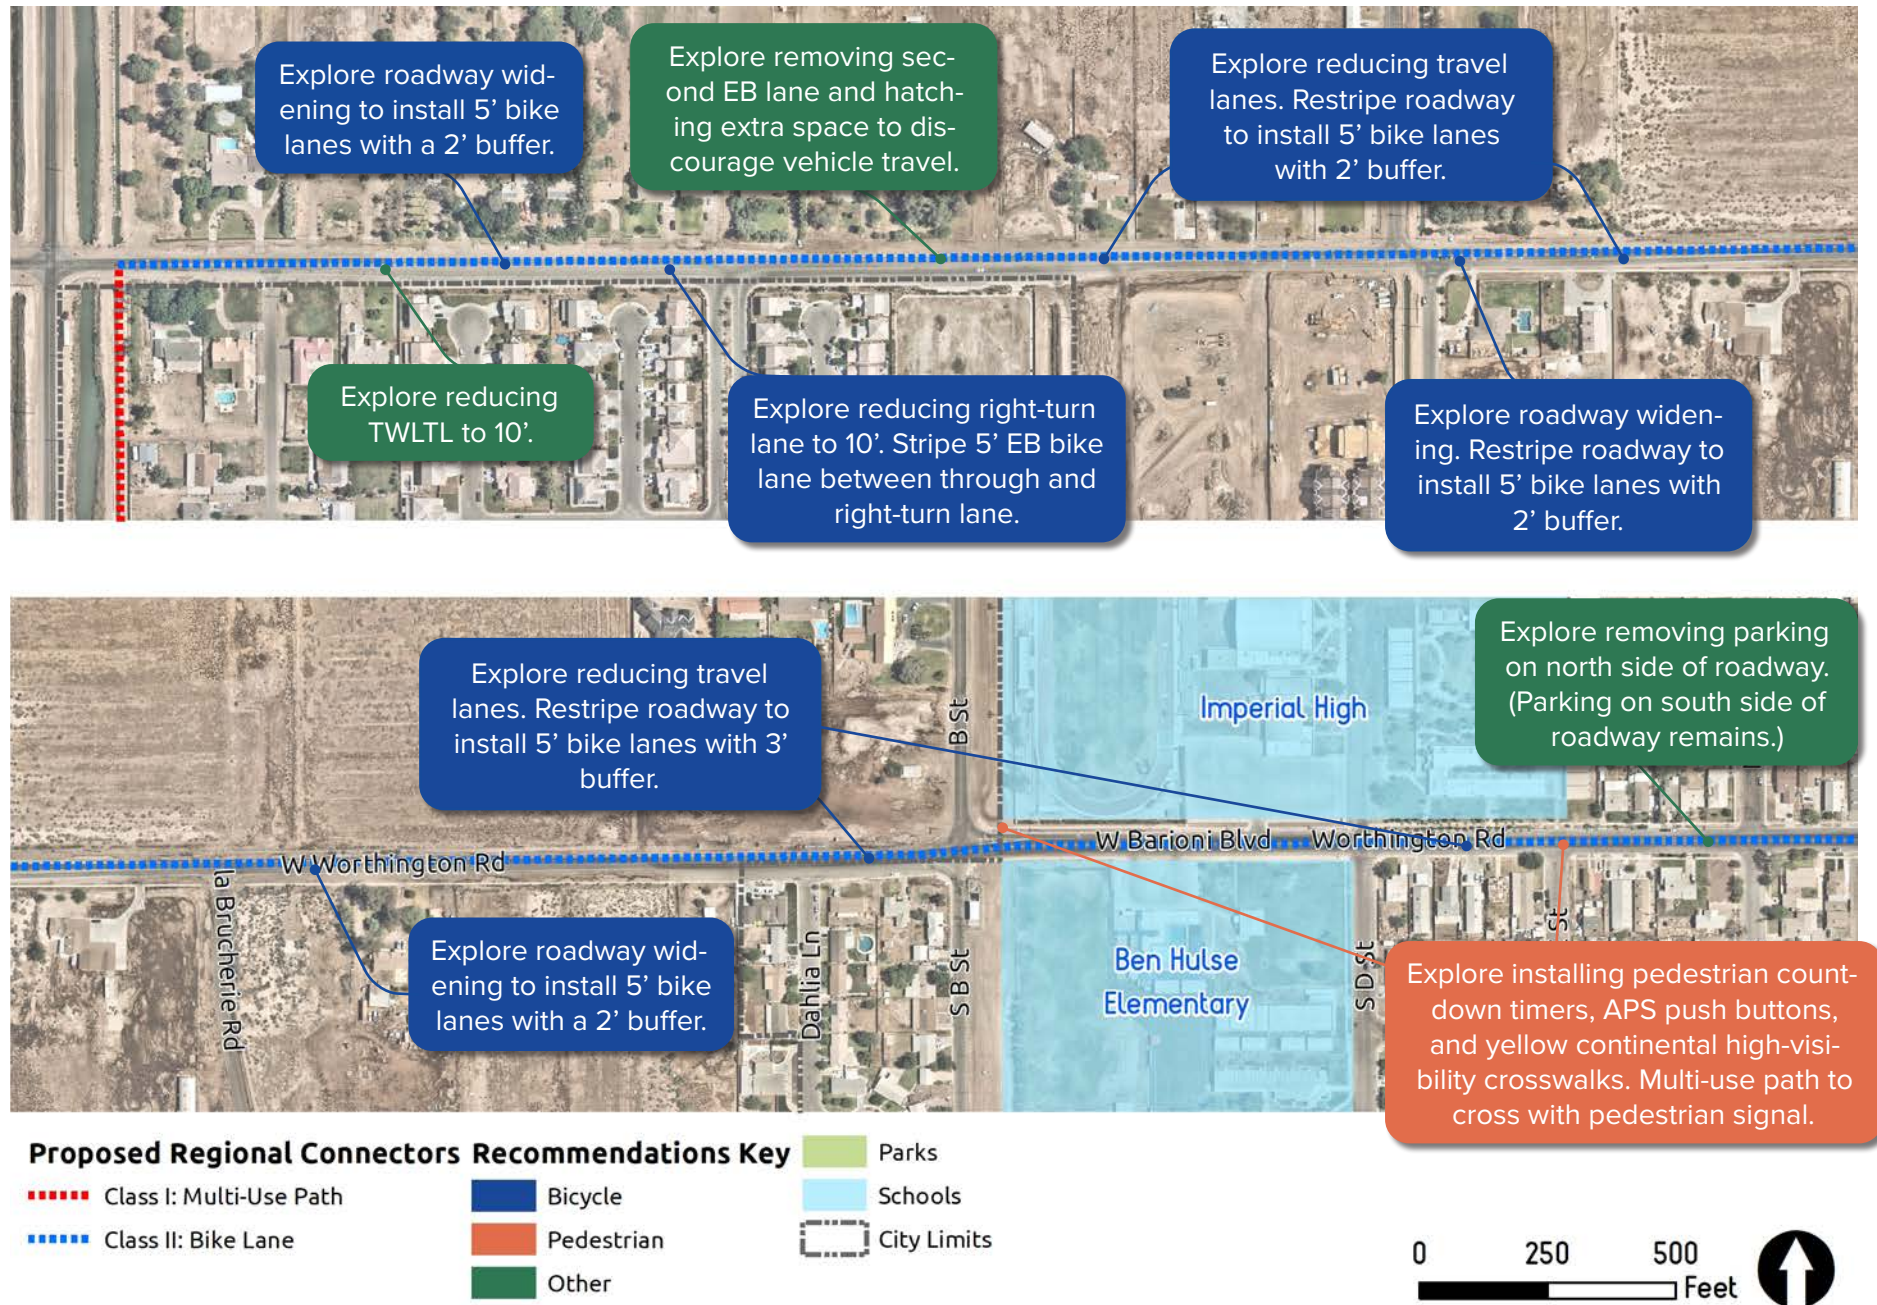 Explore roadway wid-
ening to install 5’ bike
lanes with a 2’ buffer.
Explore removing sec-
ond EB lane and hatch-
ing extra space to dis-
courage vehicle travel.
Explore reducing travel
lanes. Restripe roadway
to install 5’ bike lanes
with 2’ buffer.
Explore reducing
TWLTL to 10’.
Explore reducing right-turn
lane to 10’. Stripe 5’ EB bike
lane between through and
right-turn lane.
Explore roadway widen-
ing. Restripe roadway to
install 5’ bike lanes with
2’ buffer.
Explore reducing travel
lanes. Restripe roadway to
install 5’ bike lanes with 3’
buffer.
B St
Imperial High
Explore removing parking
on north side of roadway.
(Parking on south side of
roadway remains.)
W Barioni Blvd
Worthington Rd
W Worthington Rd
la Brucherie Rd
Explore roadway wid-
ening to install 5’ bike
lanes with a 2’ buffer.
Dahlia Ln
S B St
Ben Hulse
Elementary
S D St
St
Explore installing pedestrian count-
down timers, APS push buttons,
and yellow continental high-visi-
bility crosswalks. Multi-use path to
cross with pedestrian signal.
Proposed Regional Connectors
Class I: Multi-Use Path
Class II: Bike Lane
Recommendations Key
Bicycle
Pedestrian
Other
Parks
Schools
City Limits
0 250 500
Feet